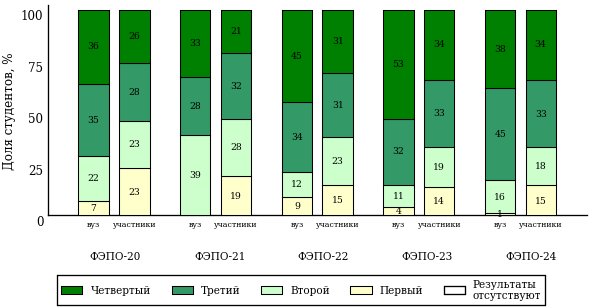 Доля студентов, %
100
75
50
25
0
36 26 33 21 45 31 53 34 38 34
35 28 28 32 34 31 32 33 45 33
22 23 39 28 12 23 11 19 16 18
7 23 19 9 15 4 14 1 15
вуз участники вуз участники вуз участники вуз участники вуз участники
ФЭПО-20 ФЭПО-21 ФЭПО-22 ФЭПО-23 ФЭПО-24
Четвертый Третий Второй Первый Результаты
отсутствуют